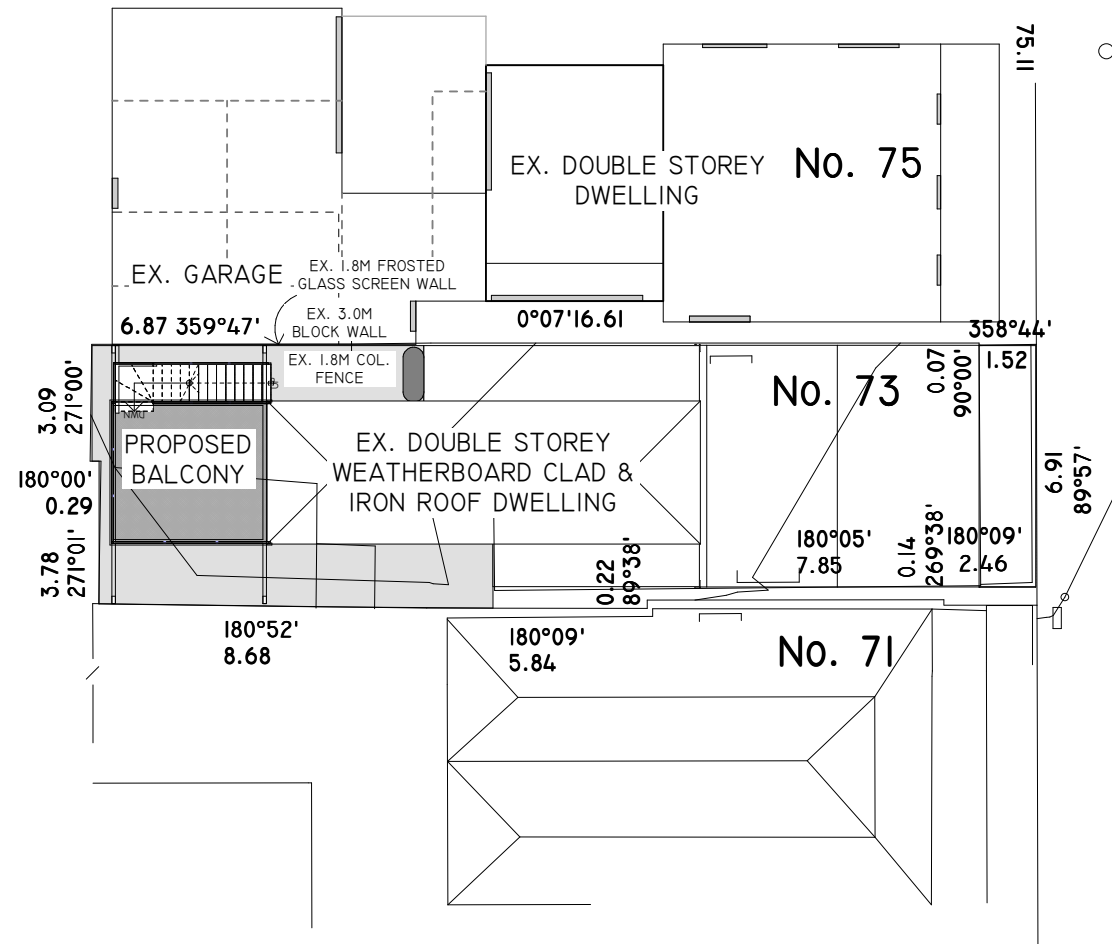 75.11
EX. DOUBLE STOREY
DWELLING
No. 75
EX. GARAGE
EX. 1.8M FROSTED
GLASS SCREEN WALL
EX. 3.0M
BLOCK WALL
6.87 359°47'
0°07'16.61
358°44'
1.52
EX. 1.8M COL.
FENCE
0.07
90°00'
No. 73
3.09
271°00'
UWN
PROPOSED
BALCONY
EX. DOUBLE STOREY
WEATHERBOARD CLAD &
IRON ROOF DWELLING
6.91
89°57'
180°00'
0.29
3.78
271°01'
0.22
89°38'
180°05'
7.85
0.14
269°38'
180°09'
2.46
180°52'
8.68
180°09'
5.84
No. 71